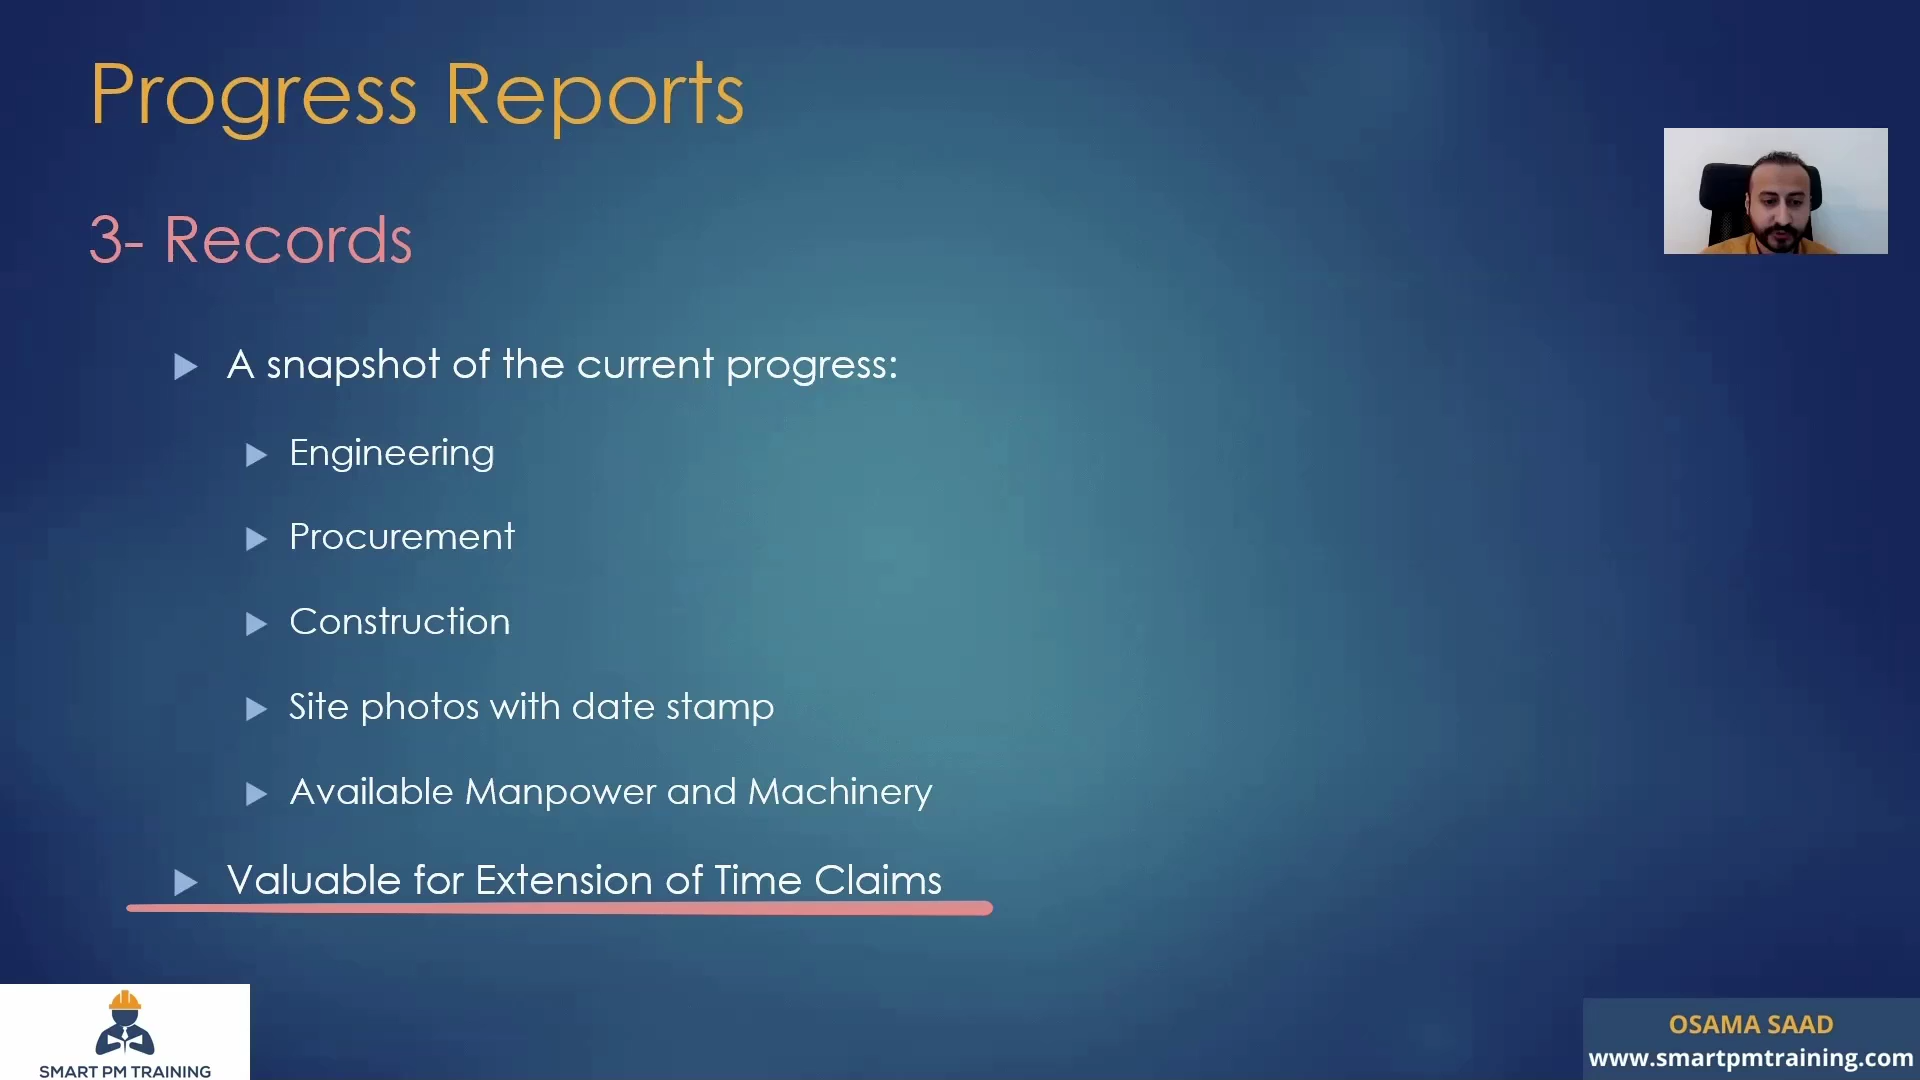 Progress Reports
3- Records
A snapshot of the current progress:
Engineering
Procurement
Construction
Site photos with date stamp
Available Manpower and Machinery
Valuable for Extension of Time Claims
SMART PM TRAINING
OSAMA SAAD
www.smartpmtraining.com